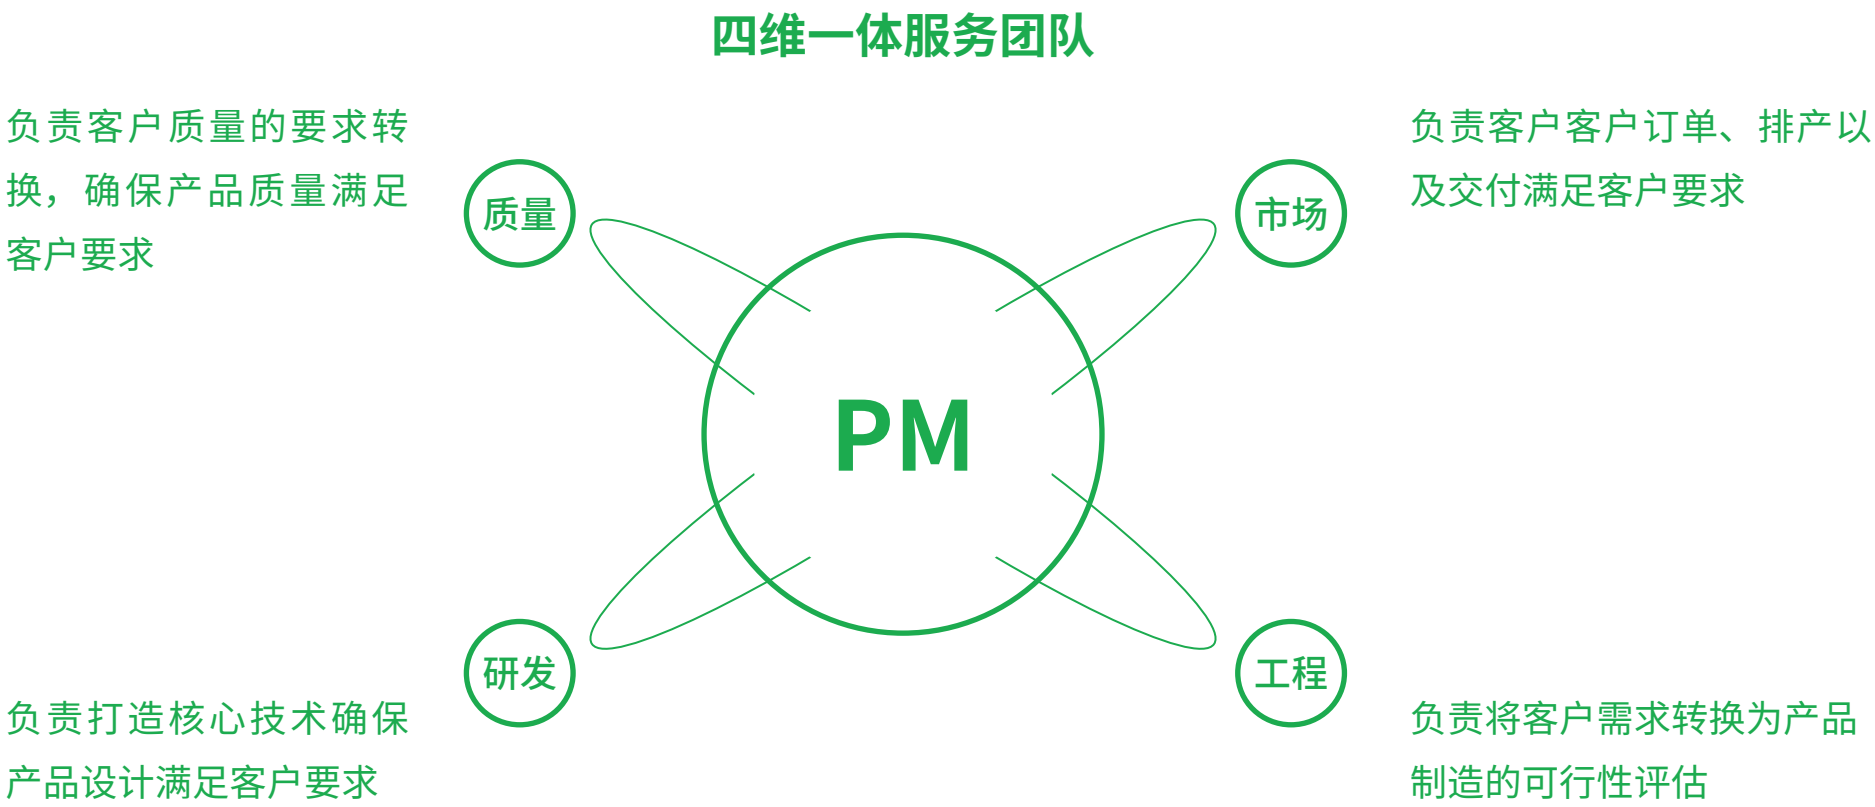 四维一体服务团队
负责客户质量的要求转
换，确保产品质量满足
客户要求
质量
市场
负责客户客户订单、排产以
及交付满足客户要求
PM
研发
负责打造核心技术确保
产品设计满足客户要求
工程
负责将客户需求转换为产品
制造的可行性评估